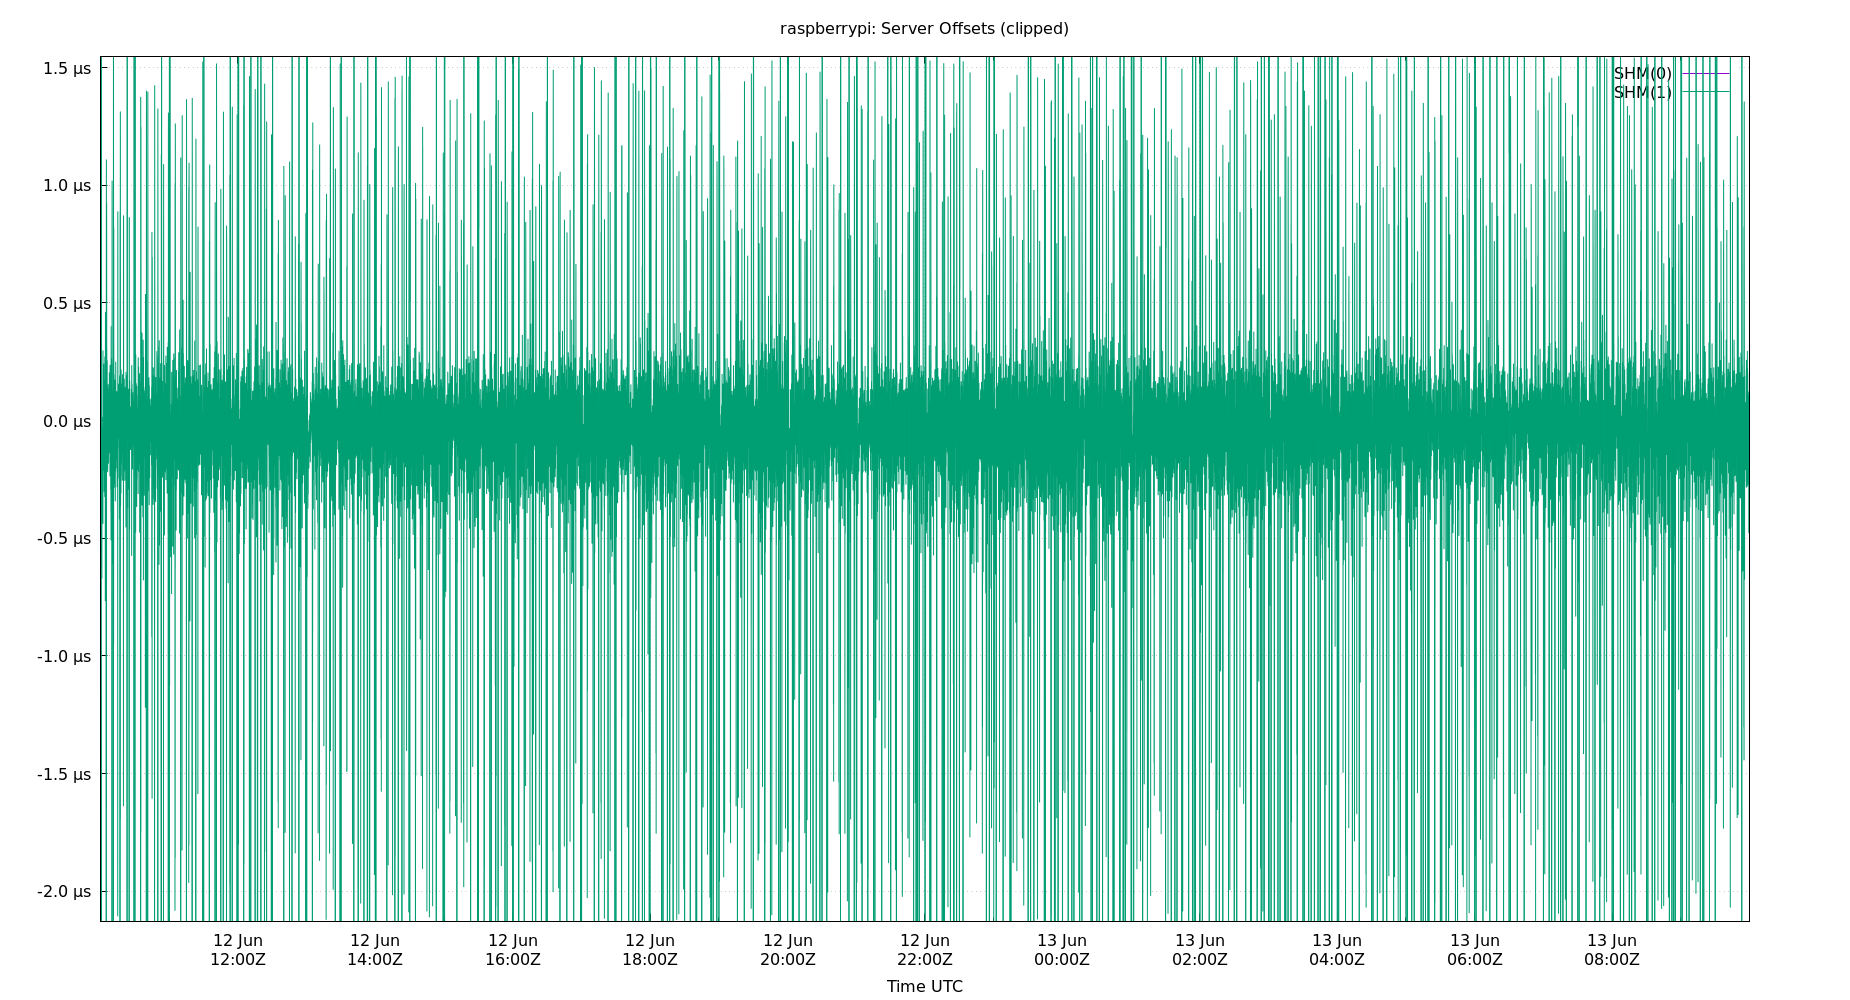 raspberrypi: Server Offsets (clipped)
1.5 µs
1.0 µs
0.5 µs
0.0 µs
-0.5 µs
-1.0 µs
-1.5 µs
-2.0 µs
SHM(0)
SHM(1)
12 Jun
12:00Z
12 Jun
14:00Z
12 Jun
16:00Z
12 Jun
18:00Z
12 Jun
20:00Z
12 Jun
22:00Z
13 Jun
00:00Z
13 Jun
02:00Z
13 Jun
04:00Z
13 Jun
06:00Z
13 Jun
08:00Z
Time UTC